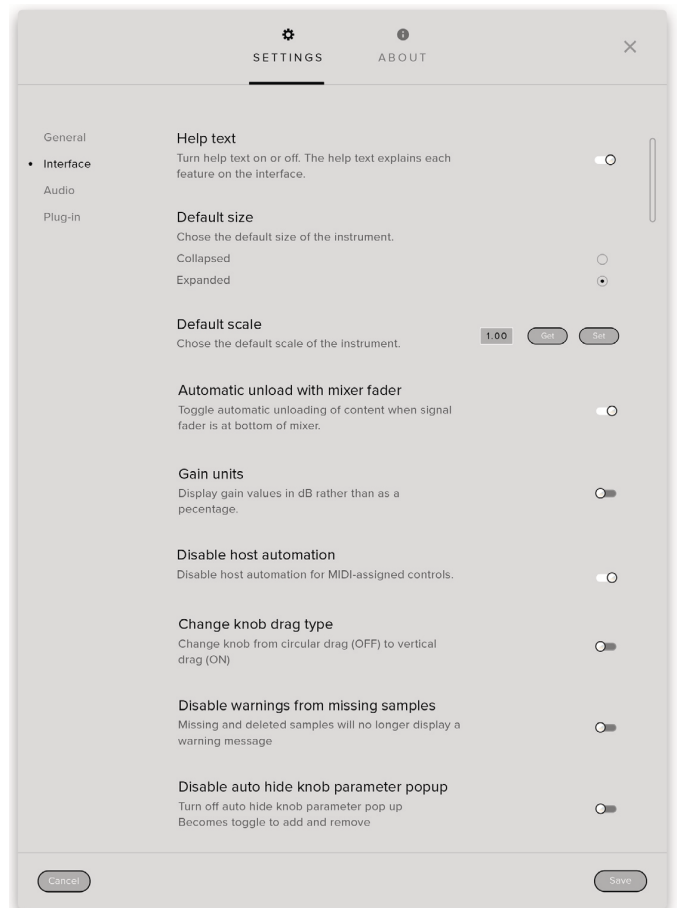 SETTINGS
ABOUT
General
Interface
Audio
Plug-in
Help text
Turn help text on or off. The help text explains each
feature on the interface.
Default size
Chose the default size of the instrument.
Collapsed
Expanded
Default scale
Chose the default scale of the instrument.
1.00
Get
Set
Automatic unload with mixer fader
Toggle automatic unloading of content when signal
fader is at bottom of mixer.
Gain units
Display gain values in dB rather than as a
pecentage.
Disable host automation
Disable host automation for MIDI-assigned controls.
Change knob drag type
Change knob from circular drag (OFF) to vertical
drag (ON)
Disable warnings from missing samples
Missing and deleted samples will no longer display a
warning message
Disable auto hide knob parameter popup
Turn off auto hide knob parameter pop up
Becomes toggle to add and remove
Cancel
Save